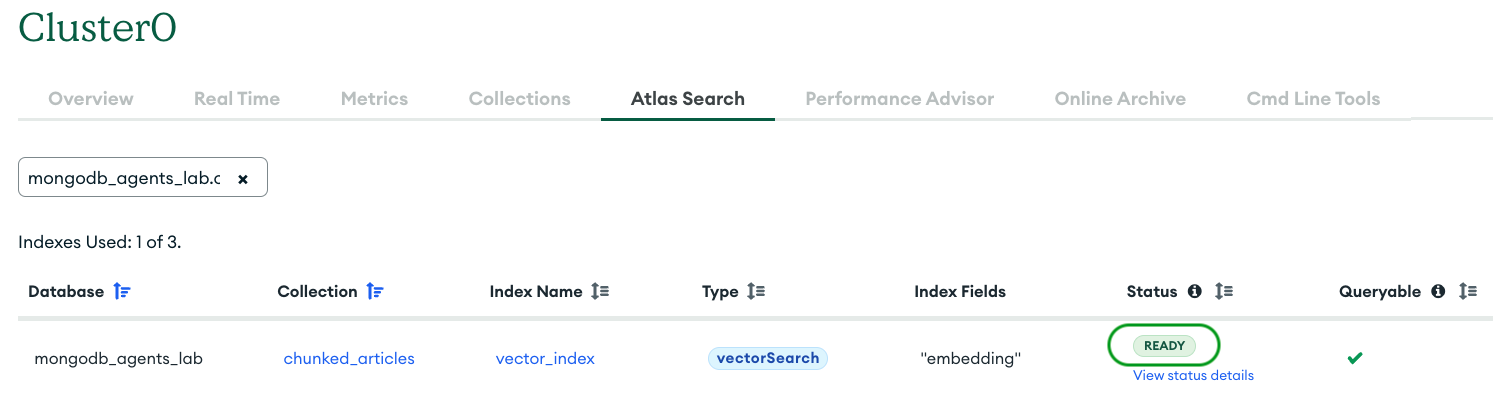 Cluster0
Overview Real Time Metrics Collections Atlas Search Performance Advisor Online Archive Cmd Line Tools
mongodb_agents_lab.c
Indexes Used: 1 of 3.
Database Collection Index Name Type Index Fields Status Queryable
mongodb_agents_lab chunked_articles vector_index vectorSearch "embedding" READY
View status details